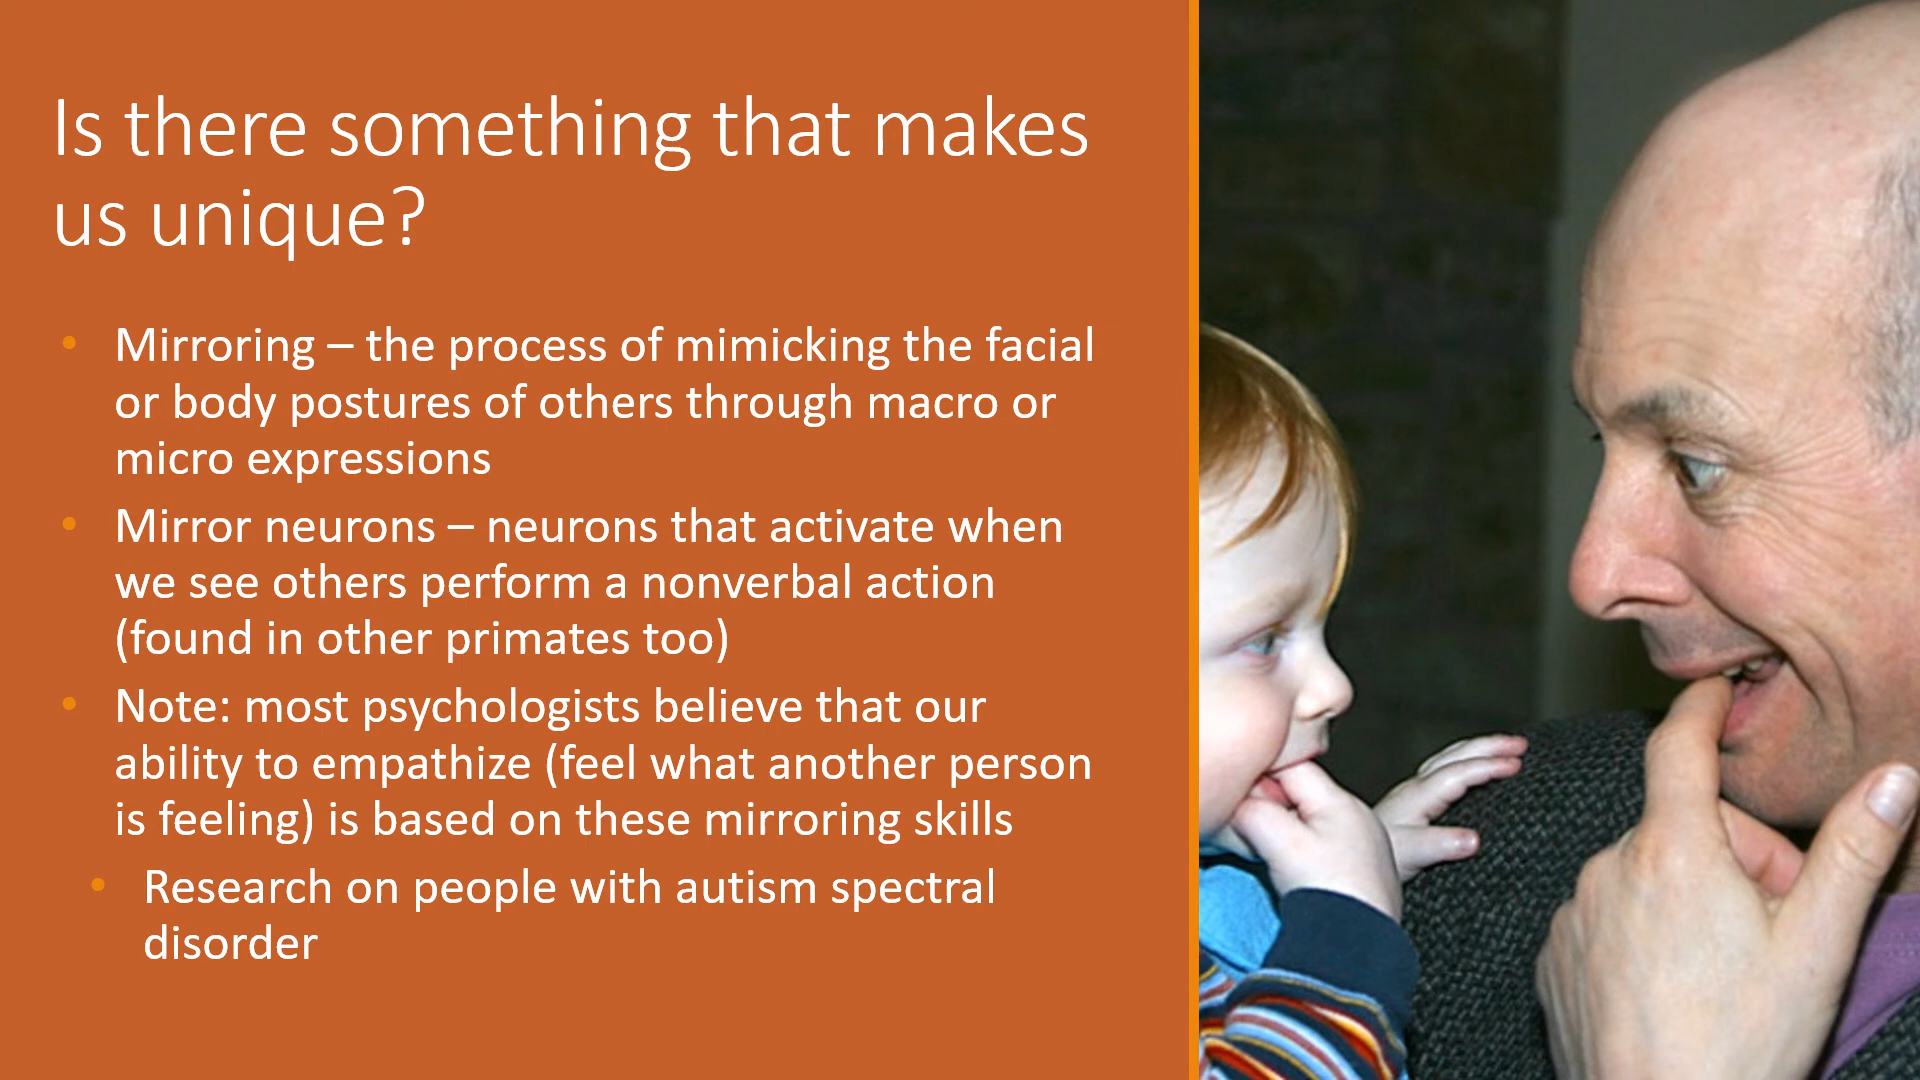 Is there something that makes
us unique?
• Mirroring – the process of mimicking the facial
or body postures of others through macro or
micro expressions
• Mirror neurons – neurons that activate when
we see others perform a nonverbal action
(found in other primates too)
• Note: most psychologists believe that our
ability to empathize (feel what another person
is feeling) is based on these mirroring skills
• Research on people with autism spectral
disorder